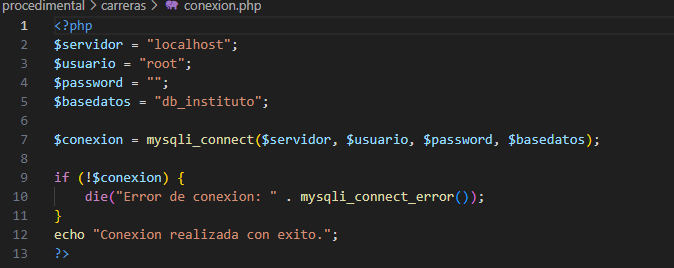 procedimental > carreras > conexion.php
1 <?php
2 $servidor = "localhost";
3 $usuario = "root";
4 $password = "";
5 $basedatos = "db_instituto";
6
7 $conexion = mysqli_connect($servidor, $usuario, $password, $basedatos);
8
9 if (!$conexion) {
10     die("Error de conexion: " . mysqli_connect_error());
11 }
12 echo "Conexion realizada con exito.";
13 ?>